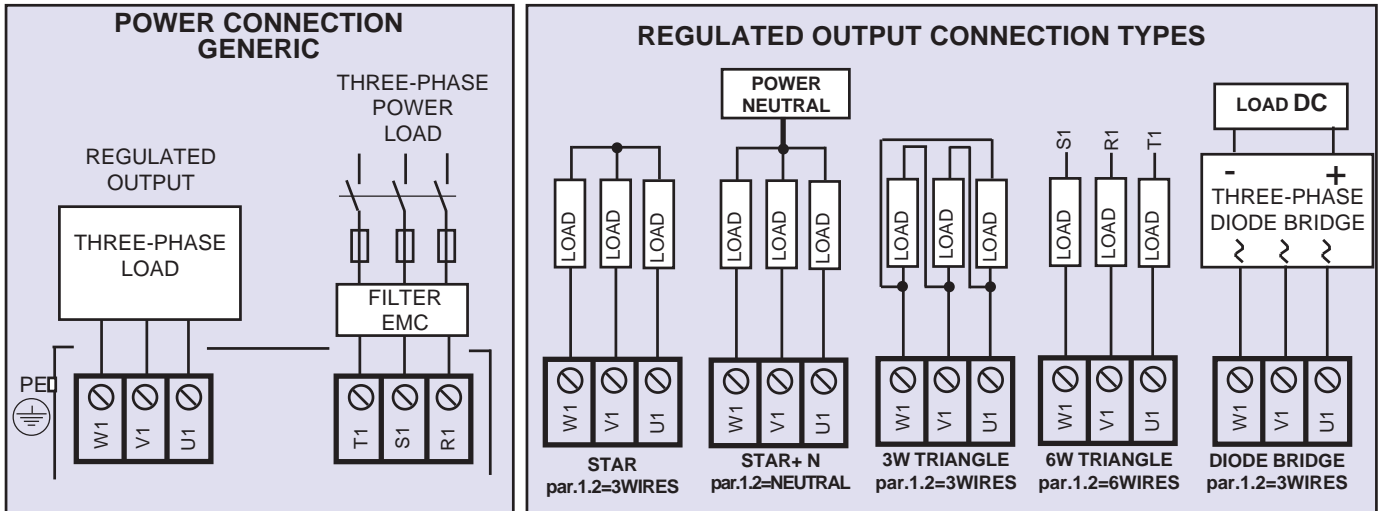 POWER CONNECTION
GENERIC
THREE-PHASE
POWER
LOAD
REGULATED
OUTPUT
THREE-PHASE
LOAD
FILTER
EMC
PE
W1 V1 U1
T1 S1 R1
REGULATED OUTPUT CONNECTION TYPES
LOAD LOAD LOAD
W1 V1 U1
STAR
par.1.2=3WIRES
POWER
NEUTRAL
LOAD LOAD LOAD
W1 V1 U1
STAR+ N
par.1.2=NEUTRAL
LOAD LOAD LOAD
W1 V1 U1
3W TRIANGLE
par.1.2=3WIRES
S1 R1 T1
LOAD LOAD LOAD
W1 V1 U1
6W TRIANGLE
par.1.2=6WIRES
LOAD DC
- +
THREE-PHASE
DIODE BRIDGE
W1 V1 U1
DIODE BRIDGE
par.1.2=3WIRES